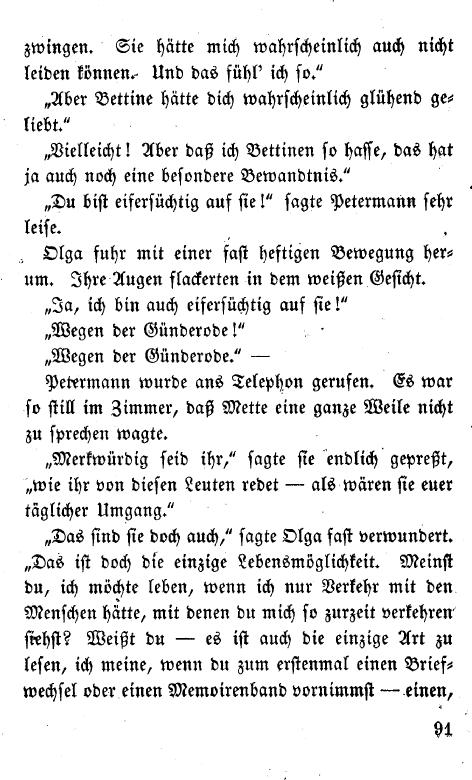 zwingen. Sie hätte mich wahrscheinlich auch nicht
leiden können. Und das fühl' ich so.“
„Aber Bettine hätte dich wahrscheinlich glühend ge-
liebt.“
„Vielleicht! Aber daß ich Bettinen so hasse, das hat
ja auch noch eine besondere Bewandtnis.“
„Du bist eifersüchtig auf sie!“ sagte Petermann sehr
leise.
Olga fuhr mit einer fast heftigen Bewegung her-
um. Ihre Augen flackerten in dem weißen Gesicht.
„Ja, ich bin auch eifersüchtig auf sie!“
„Wegen der Günderode!“
„Wegen der Günderode.“ —
Petermann wurde ans Telephon gerufen. Es war
so still im Zimmer, daß Mette eine ganze Weile nicht
zu sprechen wagte.
„Merkwürdig seid ihr,“ sagte sie endlich gepreßt,
„wie ihr von diesen Leuten redet — als wären sie euer
täglicher Umgang.“
„Das sind sie doch auch,“ sagte Olga fast verwundert.
„Das ist doch die einzige Lebensmöglichkeit. Meinst
du, ich möchte leben, wenn ich nur Verkehr mit den
Menschen hätte, mit denen du mich so zurzeit verkehren
siehst? Weißt du — es ist auch die einzige Art zu
lesen, ich meine, wenn du zum erstenmal einen Brief-
wechsel oder einen Memoirenband vornimmst — einen,
91